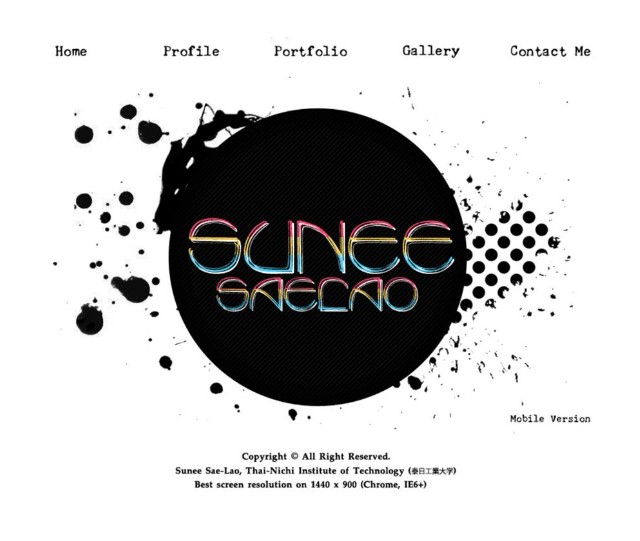 Home Profile Portfolio Gallery Contact Me
SUNEE
SAELAO
Mobile Version
Copyright © All Right Reserved.
Sunee Sae-Lao, Thai-Nichi Institute of Technology (泰日工業大学)
Best screen resolution on 1440 x 900 (Chrome, IE6+)